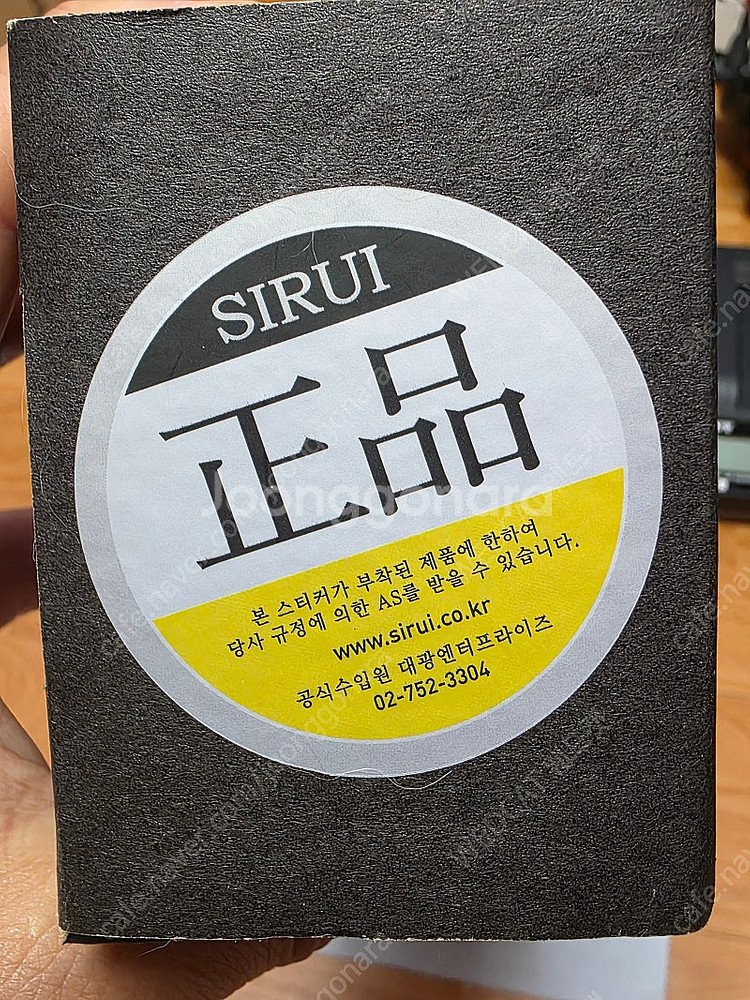 SIRUI
正品
본 스티커가 부착된 제품에 한하여
당사 규정에 의한 AS를 받을 수 있습니다.
www.sirui.co.kr
공식수입원 대광엔터프라이즈
02-752-3304
Joonggonara